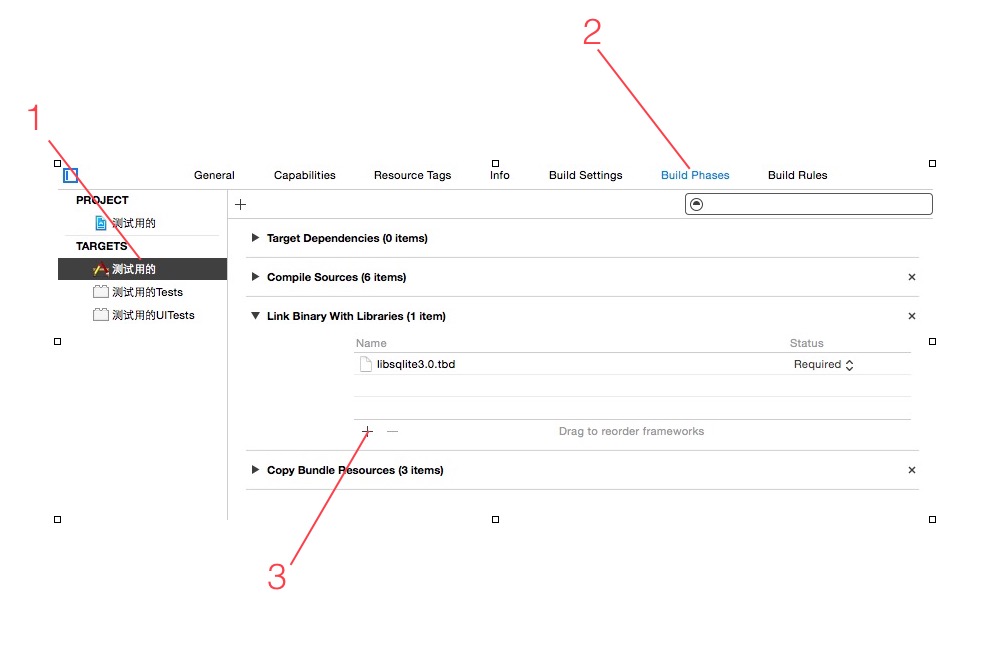 2
1
General Capabilities Resource Tags Info Build Settings Build Phases Build Rules
PROJECT
测试用的
TARGETS
测试用的
测试用的Tests
测试用的UITests
Target Dependencies (0 items)
Compile Sources (6 items)
Link Binary With Libraries (1 item)
Name Status
libsqlite3.0.tbd Required
Drag to reorder frameworks
Copy Bundle Resources (3 items)
3